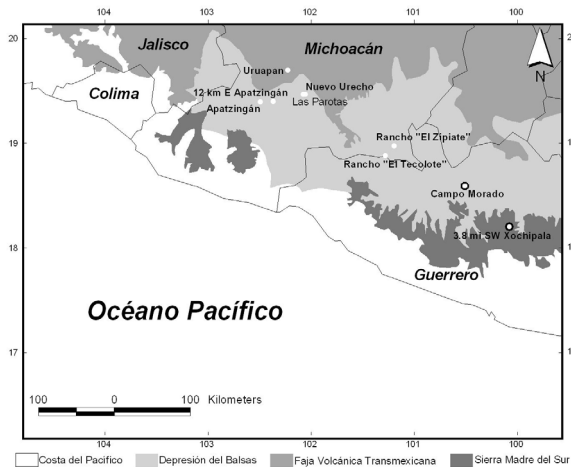 104 103 102 101 100
20
Jalisco
Michoacán
Uruapan
Colima
12 km E Apatzingán
Nuevo Urecho
Las Parotas
Apatzingán
N
19
Rancho "El Zipiate"
Rancho "El Tecolote"
Campo Morado
18
3.8 mi SW Xochipala
Guerrero
Océano Pacífico
17
100 0 100 Kilometers
104 103 102 101 100
Costa del Pacifico Depresión del Balsas Faja Volcánica Transmexicana Sierra Madre del Sur